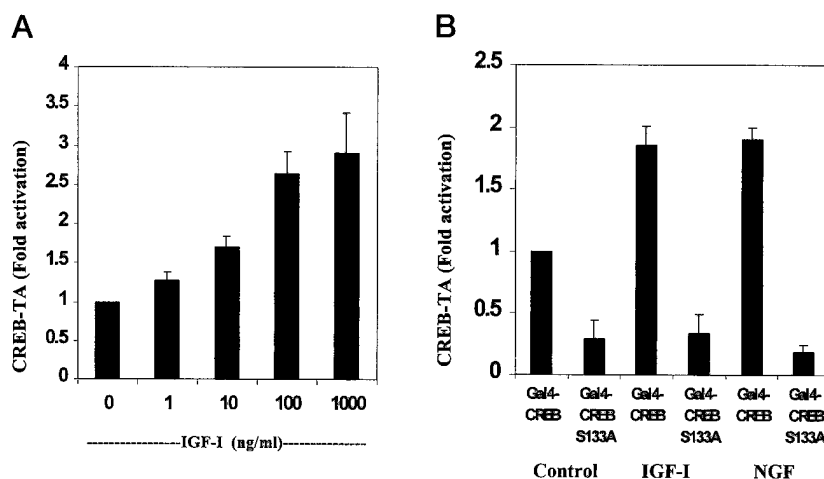 A
CREB-TA (Fold activation)
4
3.5
3
2.5
2
1.5
1
0.5
0
0 1 10 100 1000
IGF-I (ng/ml)
B
CREB-TA (Fold activation)
2.5
2
1.5
1
0.5
0
Gal4- Gal4- Gal4- Gal4- Gal4- Gal4-
CREB CREB CREB CREB CREB CREB
S133A S133A S133A
Control IGF-I NGF